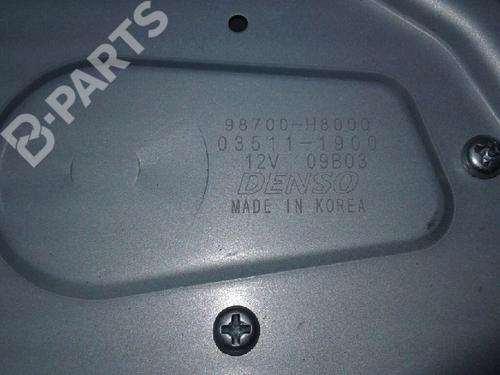 B-PARTS
98700-H8000
03511-1900
12V 09B03
DENSO
MADE IN KOREA